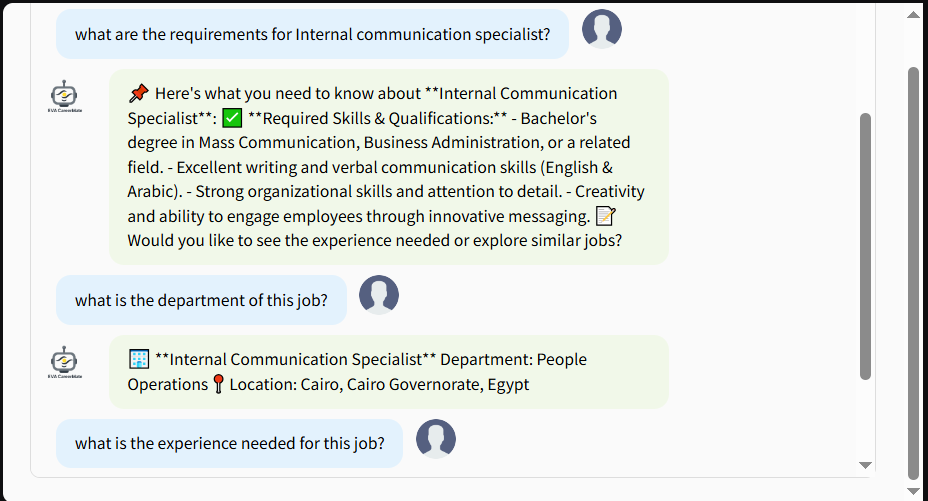 what are the requirements for Internal communication specialist?
📌 Here's what you need to know about **Internal Communication
Specialist**: ✅ **Required Skills & Qualifications:** - Bachelor's
degree in Mass Communication, Business Administration, or a related
field. - Excellent writing and verbal communication skills (English &
Arabic). - Strong organizational skills and attention to detail. - Creativity
and ability to engage employees through innovative messaging. 📝
Would you like to see the experience needed or explore similar jobs?
EVA CareerMate
what is the department of this job?
🏢 **Internal Communication Specialist** Department: People
Operations 📍 Location: Cairo, Cairo Governorate, Egypt
EVA CareerMate
what is the experience needed for this job?